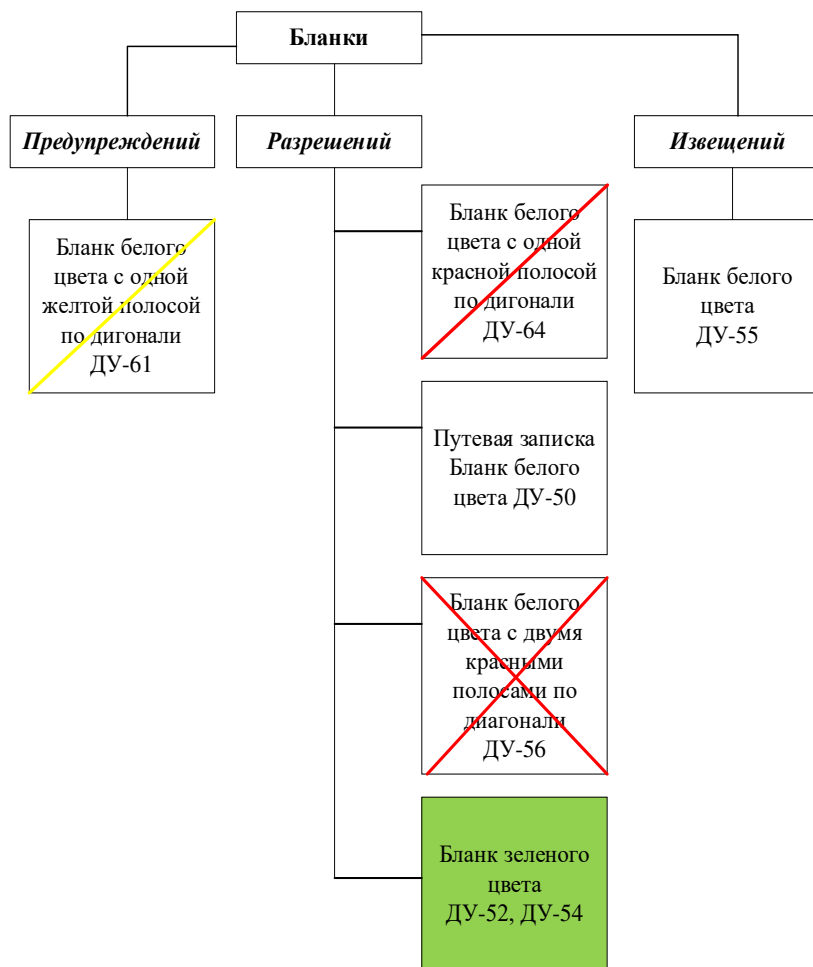 Бланки
Предупреждений
Разрешений
Извещений
Бланк белого
цвета с одной
желтой полосой
по дигонали
ДУ-61
Бланк белого
цвета с одной
красной полосой
по дигонали
ДУ-64
Бланк белого
цвета
ДУ-55
Путевая записка
Бланк белого
цвета ДУ-50
Бланк белого
цвета с двумя
красными
полосами по
диагонали
ДУ-56
Бланк зеленого
цвета
ДУ-52, ДУ-54